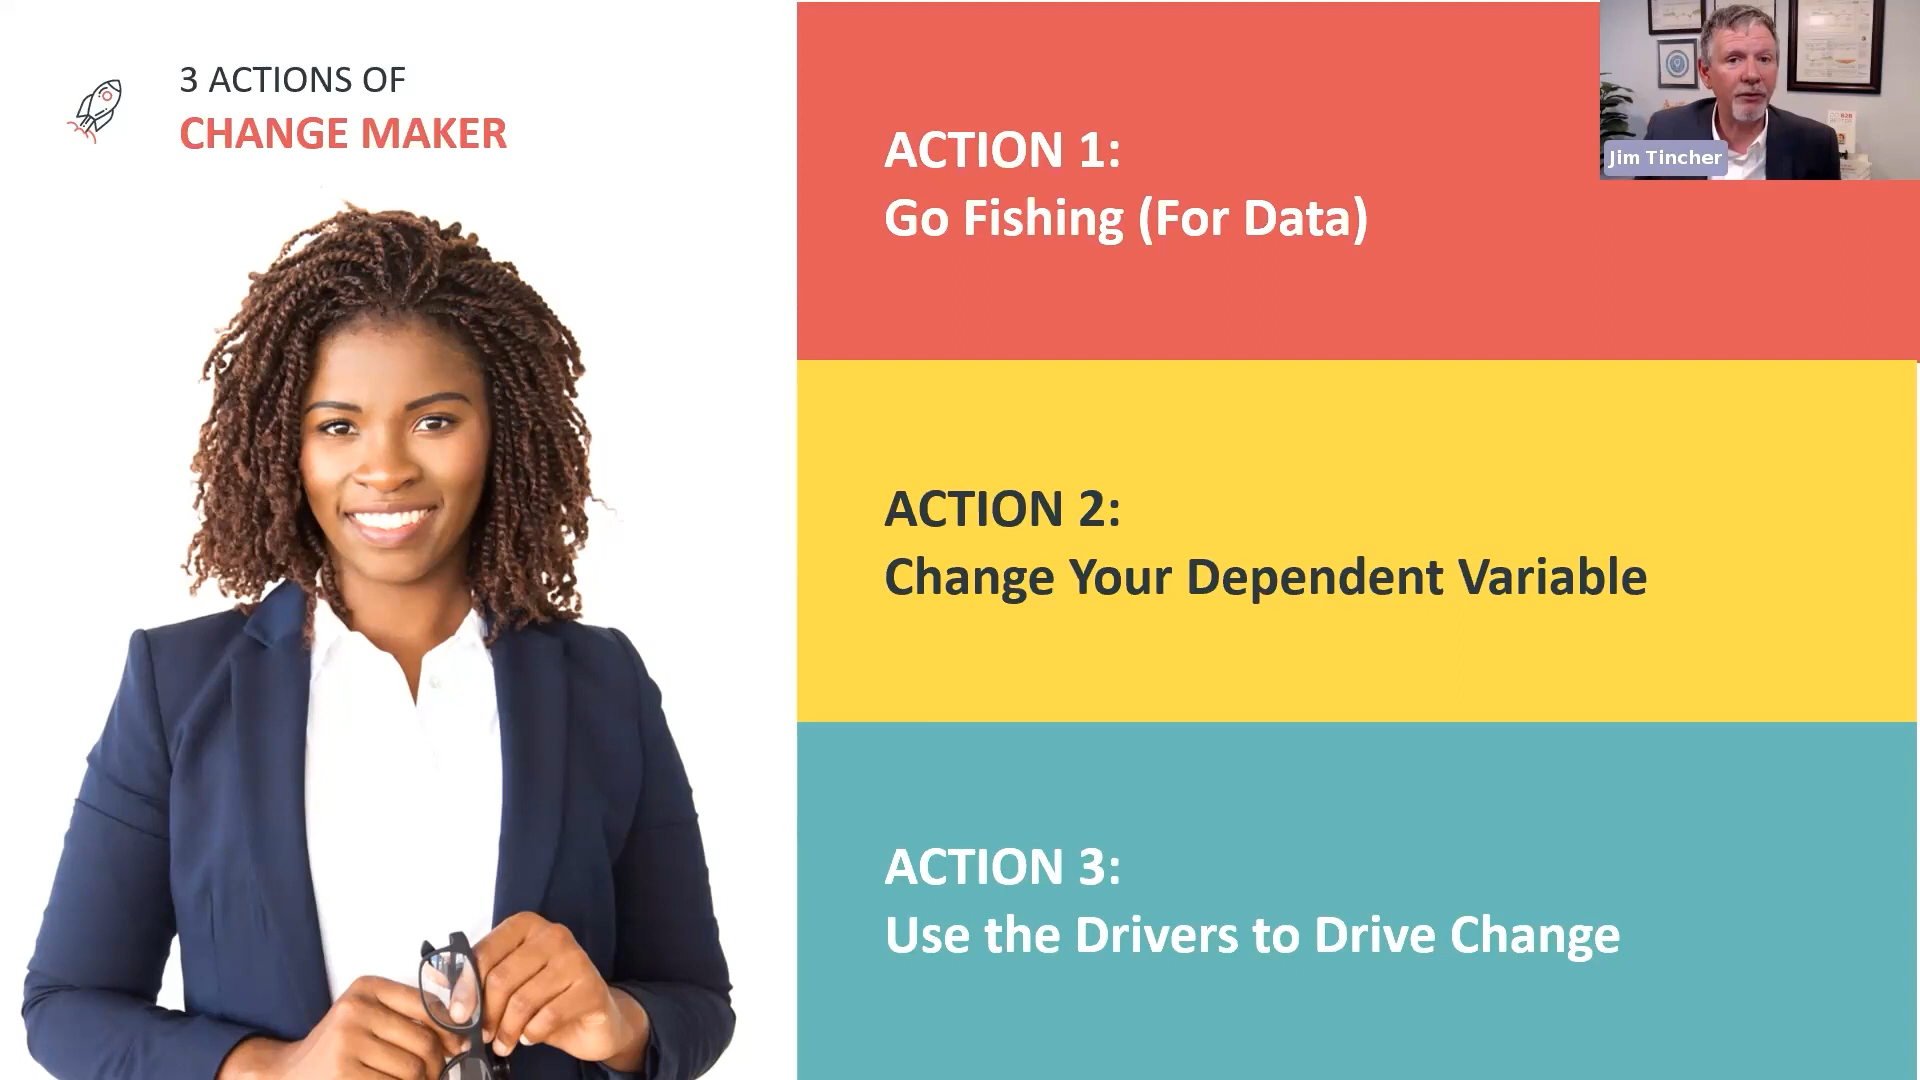 3 ACTIONS OF
CHANGE MAKER
ACTION 1:
Go Fishing (For Data)
Jim Tincher
ACTION 2:
Change Your Dependent Variable
ACTION 3:
Use the Drivers to Drive Change